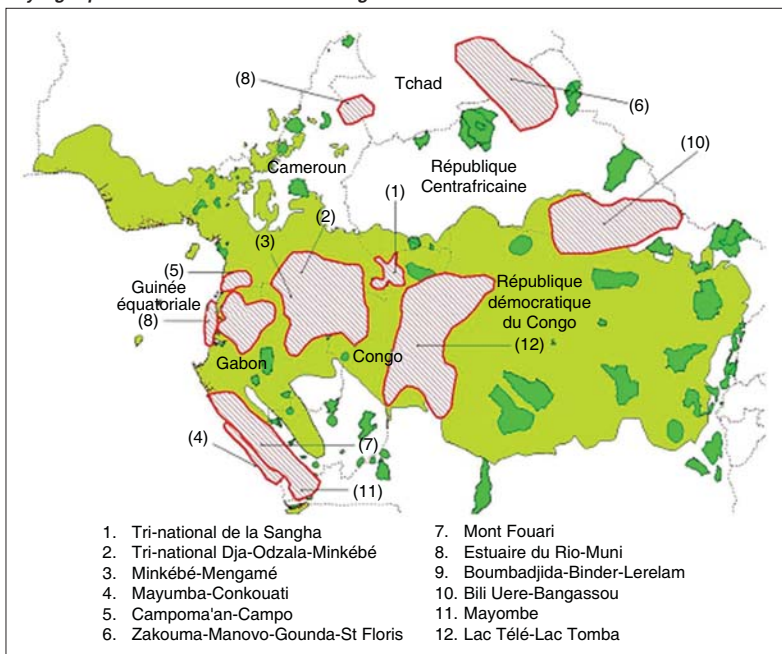 (8)
Tchad
(6)
(10)
Cameroun
République
Centrafricaine
(1)
(2)
(3)
(5)
Guinée
équatoriale
(8)
République
démocratique
du Congo
(12)
Gabon
Congo
(4)
(7)
(11)
1. Tri-national de la Sangha
2. Tri-national Dja-Odzala-Minkébé
3. Minkébé-Mengamé
4. Mayumba-Conkouati
5. Campoma'an-Campo
6. Zakouma-Manovo-Gounda-St Floris
7. Mont Fouari
8. Estuaire du Rio-Muni
9. Boumbadjida-Binder-Lerelam
10. Bili Uere-Bangassou
11. Mayombe
12. Lac Télé-Lac Tomba